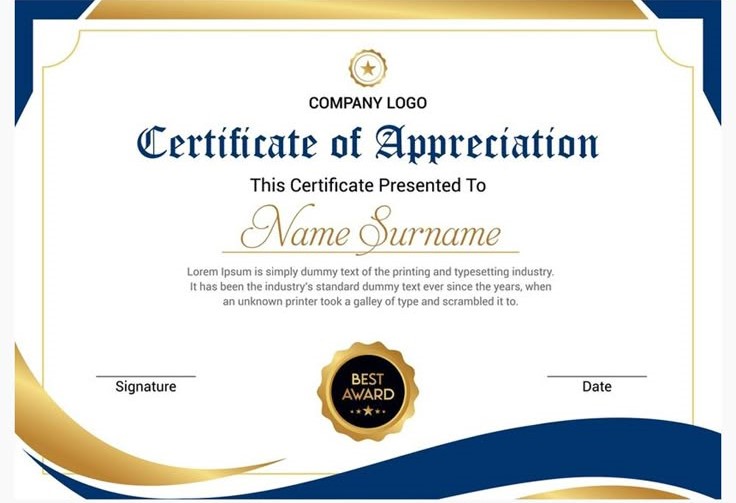 COMPANY LOGO
Certificate of Appreciation
This Certificate Presented To
Name Surname
Lorem Ipsum is simply dummy text of the printing and typesetting industry.
It has been the industry's standard dummy text ever since the years, when
an unknown printer took a galley of type and scrambled it to.
Signature
BEST
AWARD
Date